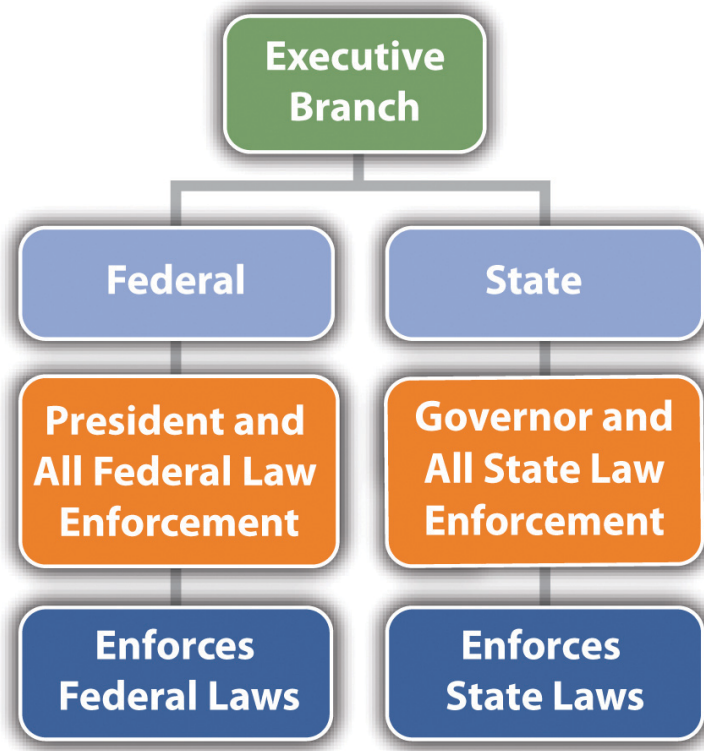 Executive
Branch
Federal
State
President and
All Federal Law
Enforcement
Governor and
All State Law
Enforcement
Enforces
Federal Laws
Enforces
State Laws